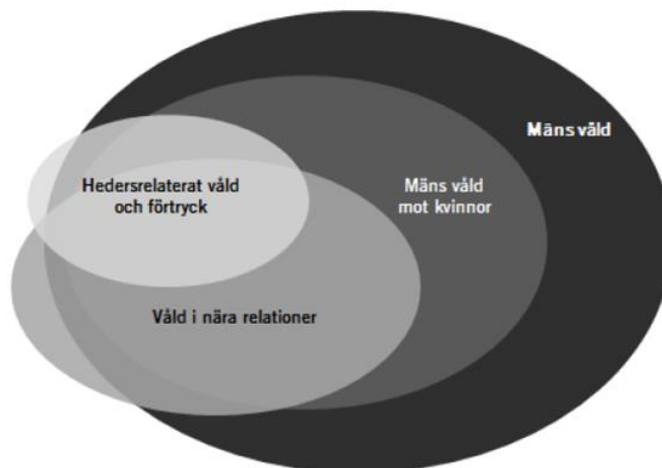 Mäns våld
Hedersrelaterat våld
och förtryck
Mäns våld
mot kvinnor
Våld i nära relationer